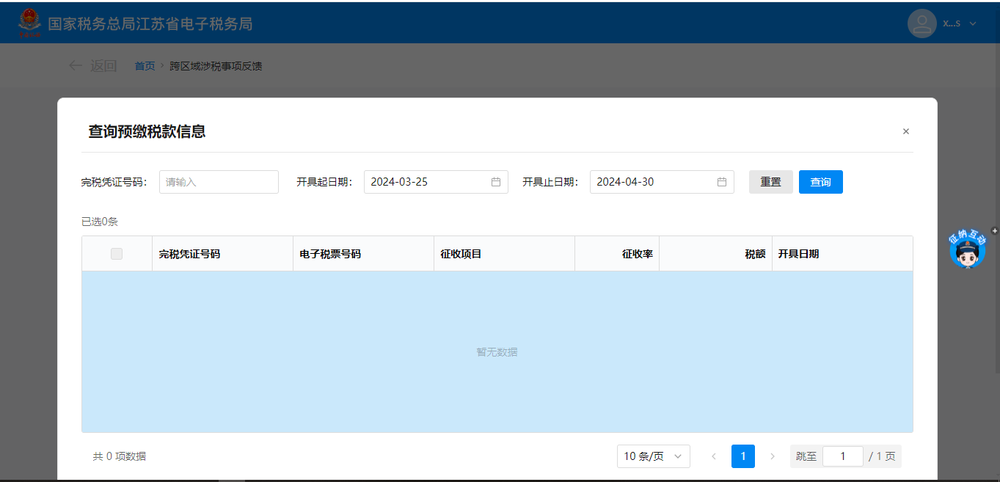 国家税务总局江苏省电子税务局
x...s
返回 首页 › 跨区域涉税事项反馈
查询预缴税款信息
完税凭证号码： 请输入 开具起日期： 2024-03-25 开具止日期： 2024-04-30 重置 查询
已选0条
征纳互动
完税凭证号码 电子税票号码 征收项目 征收率 税额 开具日期
暂无数据
共 0 项数据 10 条/页 1 跳至 1 / 1 页